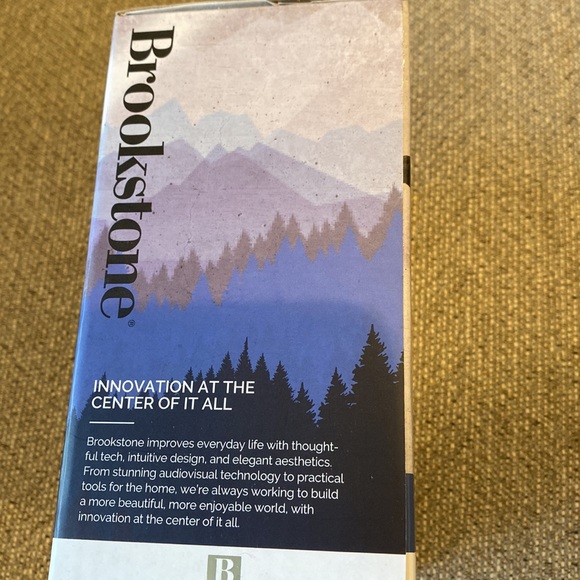 Brookstone®
INNOVATION AT THE
CENTER OF IT ALL
Brookstone improves everyday life with thought-
ful tech, intuitive design, and elegant aesthetics.
From stunning audiovisual technology to practical
tools for the home, we're always working to build
a more beautiful, more enjoyable world, with
innovation at the center of it all.
B